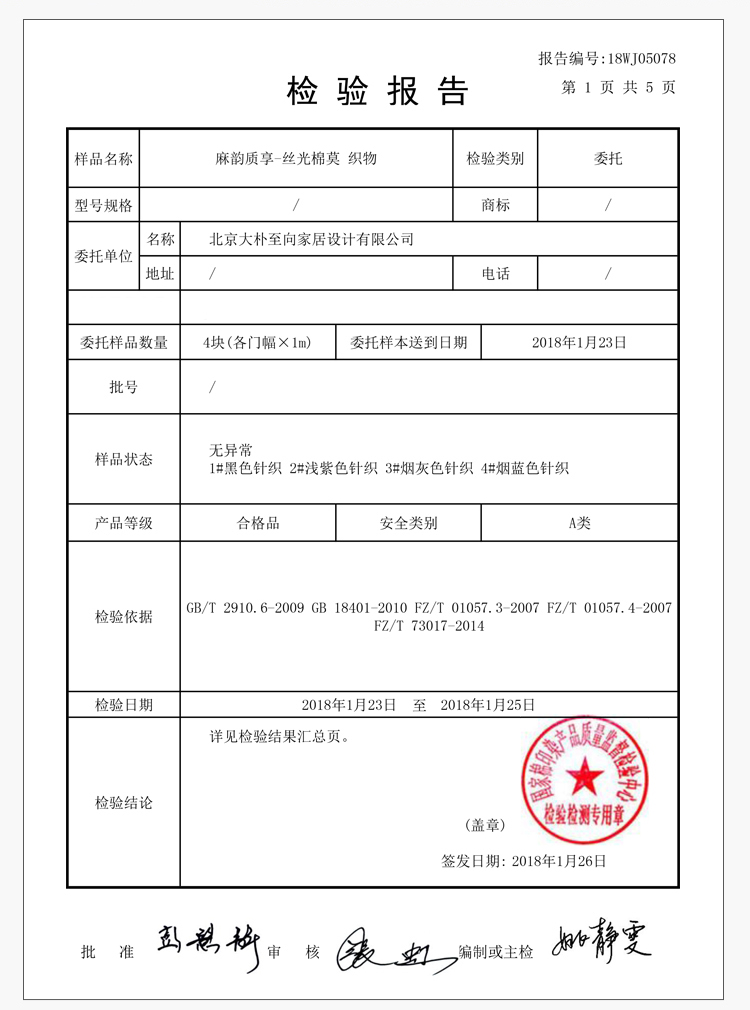 报告编号:18WJ05078
检验报告
第 1 页 共 5 页
样品名称 麻韵质享-丝光棉莫 织物 检验类别 委托
型号规格 / 商标 /
委托单位 名称 北京大朴至向家居设计有限公司
地址 / 电话 /
委托样品数量 4块(各门幅×1m) 委托样本送到日期 2018年1月23日
批号 /
样品状态 无异常
1#黑色针织 2#浅紫色针织 3#烟灰色针织 4#烟蓝色针织
产品等级 合格品 安全类别 A类
检验依据 GB/T 2910.6-2009 GB 18401-2010 FZ/T 01057.3-2007 FZ/T 01057.4-2007
FZ/T 73017-2014
检验日期 2018年1月23日 至 2018年1月25日
检验结论 详见检验结果汇总页。
国家棉印染产品质量监督检验中心
检验检测专用章
(盖章)
签发日期: 2018年1月26日
批 准 审 核 编制或主检